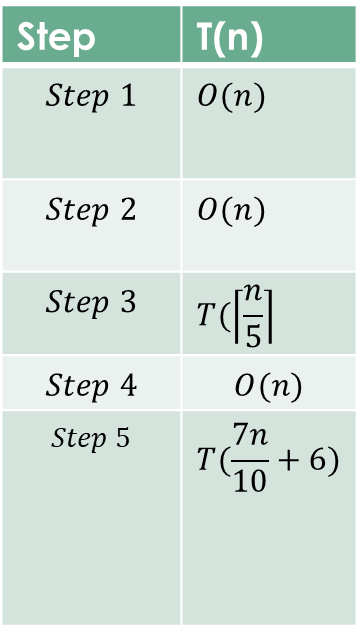 Step T(n)
Step 1 O(n)
Step 2 O(n)
Step 3 T(⌈n/5⌉
Step 4 O(n)
Step 5 T(7n/10 + 6)